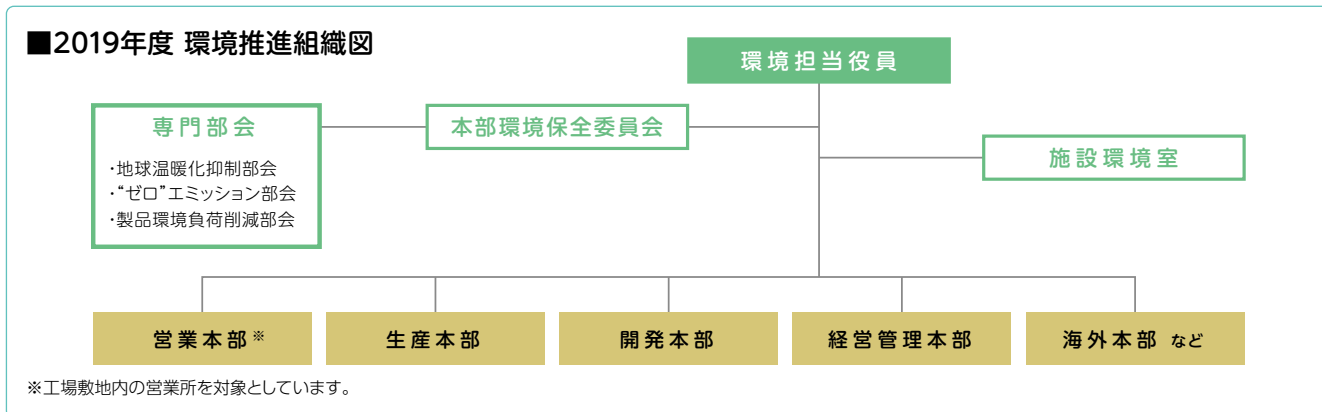 ■2019年度 環境推進組織図
環境担当役員
専門部会
・地球温暖化抑制部会
・“ゼロ”エミッション部会
・製品環境負荷削減部会
本部環境保全委員会
施設環境室
営業本部※
生産本部
開発本部
経営管理本部
海外本部 など
※工場敷地内の営業所を対象としています。